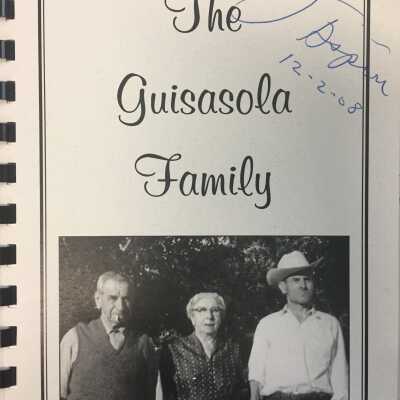 The
Guisasola
Family
12-2-08